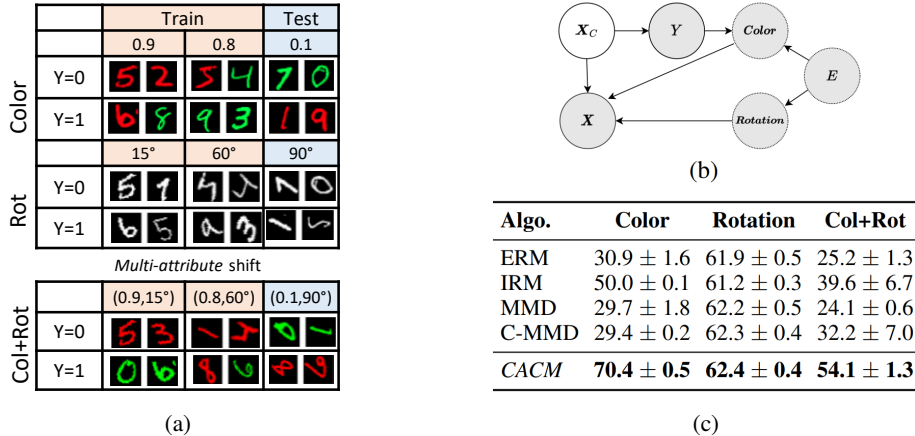 Train Test
0.9 0.8 0.1
Color
Y=0
Y=1
15° 60° 90°
Rot
Y=0
Y=1
Multi-attribute shift
(0.9,15°) (0.8,60°) (0.1,90°)
Col+Rot
Y=0
Y=1
(a)
X_C Y Color
E
X Rotation
(b)
Algo. Color Rotation Col+Rot
ERM 30.9 ± 1.6 61.9 ± 0.5 25.2 ± 1.3
IRM 50.0 ± 0.1 61.2 ± 0.3 39.6 ± 6.7
MMD 29.7 ± 1.8 62.2 ± 0.5 24.1 ± 0.6
C-MMD 29.4 ± 0.2 62.3 ± 0.4 32.2 ± 7.0
CACM 70.4 ± 0.5 62.4 ± 0.4 54.1 ± 1.3
(c)